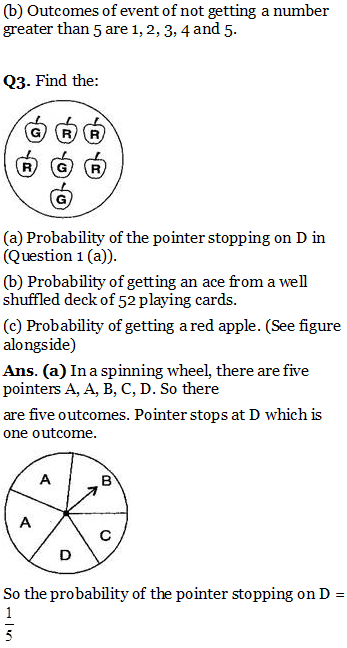 (b) Outcomes of event of not getting a number
greater than 5 are 1, 2, 3, 4 and 5.
Q3. Find the:
G R R
R G R
G
(a) Probability of the pointer stopping on D in
(Question 1 (a)).
(b) Probability of getting an ace from a well
shuffled deck of 52 playing cards.
(c) Probability of getting a red apple. (See figure
alongside)
Ans. (a) In a spinning wheel, there are five
pointers A, A, B, C, D. So there
are five outcomes. Pointer stops at D which is
one outcome.
A B
A C
D
So the probability of the pointer stopping on D =
1
5